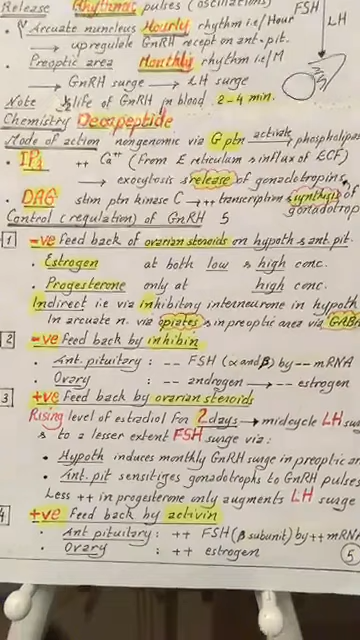 Release Rhythmic pulses (oscillations) FSH
• Arcuate nuncleus Hourly rhythm i.e/Hour
→ upregulate GnRH recept on ant. pit. LH
• Preoptic area Monthly rhythm i.e/M
→ GnRH surge → LH surge
Note ½ life of GnRH in blood 2-4 min.
Chemistry Decapeptide
Mode of action nongenomic via G ptn activate phospholipas
• IP3 ++ Ca++ (from E reticulum & influx of ECF)
→ exocytosis & release of gonadotropins
• DAG stim ptn kinase C → ++ transcription & synthesis of
gonadotrop
Control (regulation) of GnRH 5
1 -ve feed back of ovarian steroids on hypoth & ant. pit.
• Estrogen at both low & high conc.
• Progesterone only at high conc.
Indirect i.e via inhibiting interneurone in hypoth
In arcuate n. via opiates & in preoptic area via GABA
2 -ve feed back by inhibin
• Ant. pituitary : -- FSH (α and β) by -- mRNA
• Ovary : -- androgen → -- estrogen
3 +ve feed back by ovarian steroids
Rising level of estradiol for 2 days → midcycle LH su
& to a lesser extent FSH surge via:
• Hypoth induces monthly GnRH surge in preoptic ar
• Ant. pit sensitizes gonadotrophs to GnRH pulses
Less ++ in progesterone only augments LH surge
4 +ve feed back by activin
• Ant pituitary : ++ FSH (β subunit) by ++ mRN
• Ovary : ++ estrogen
5